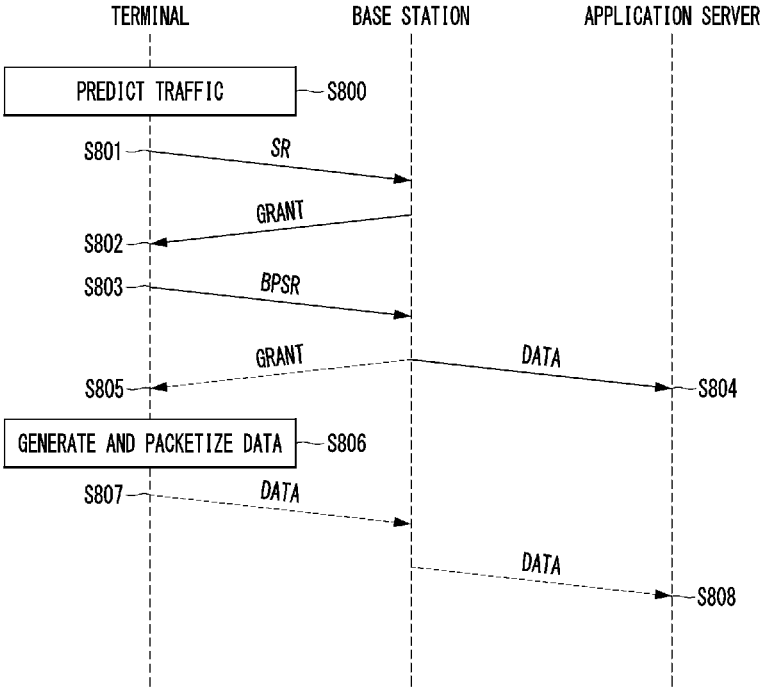 TERMINAL BASE STATION APPLICATION SERVER
PREDICT TRAFFIC S800
S801 SR
GRANT
S802
S803 BPSR
GRANT DATA
S805 S804
GENERATE AND PACKETIZE DATA S806
S807 DATA
DATA
S808